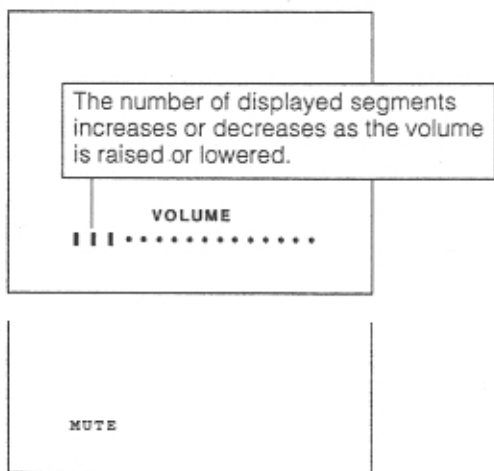 The number of displayed segments
increases or decreases as the volume
is raised or lowered.
VOLUME
MUTE